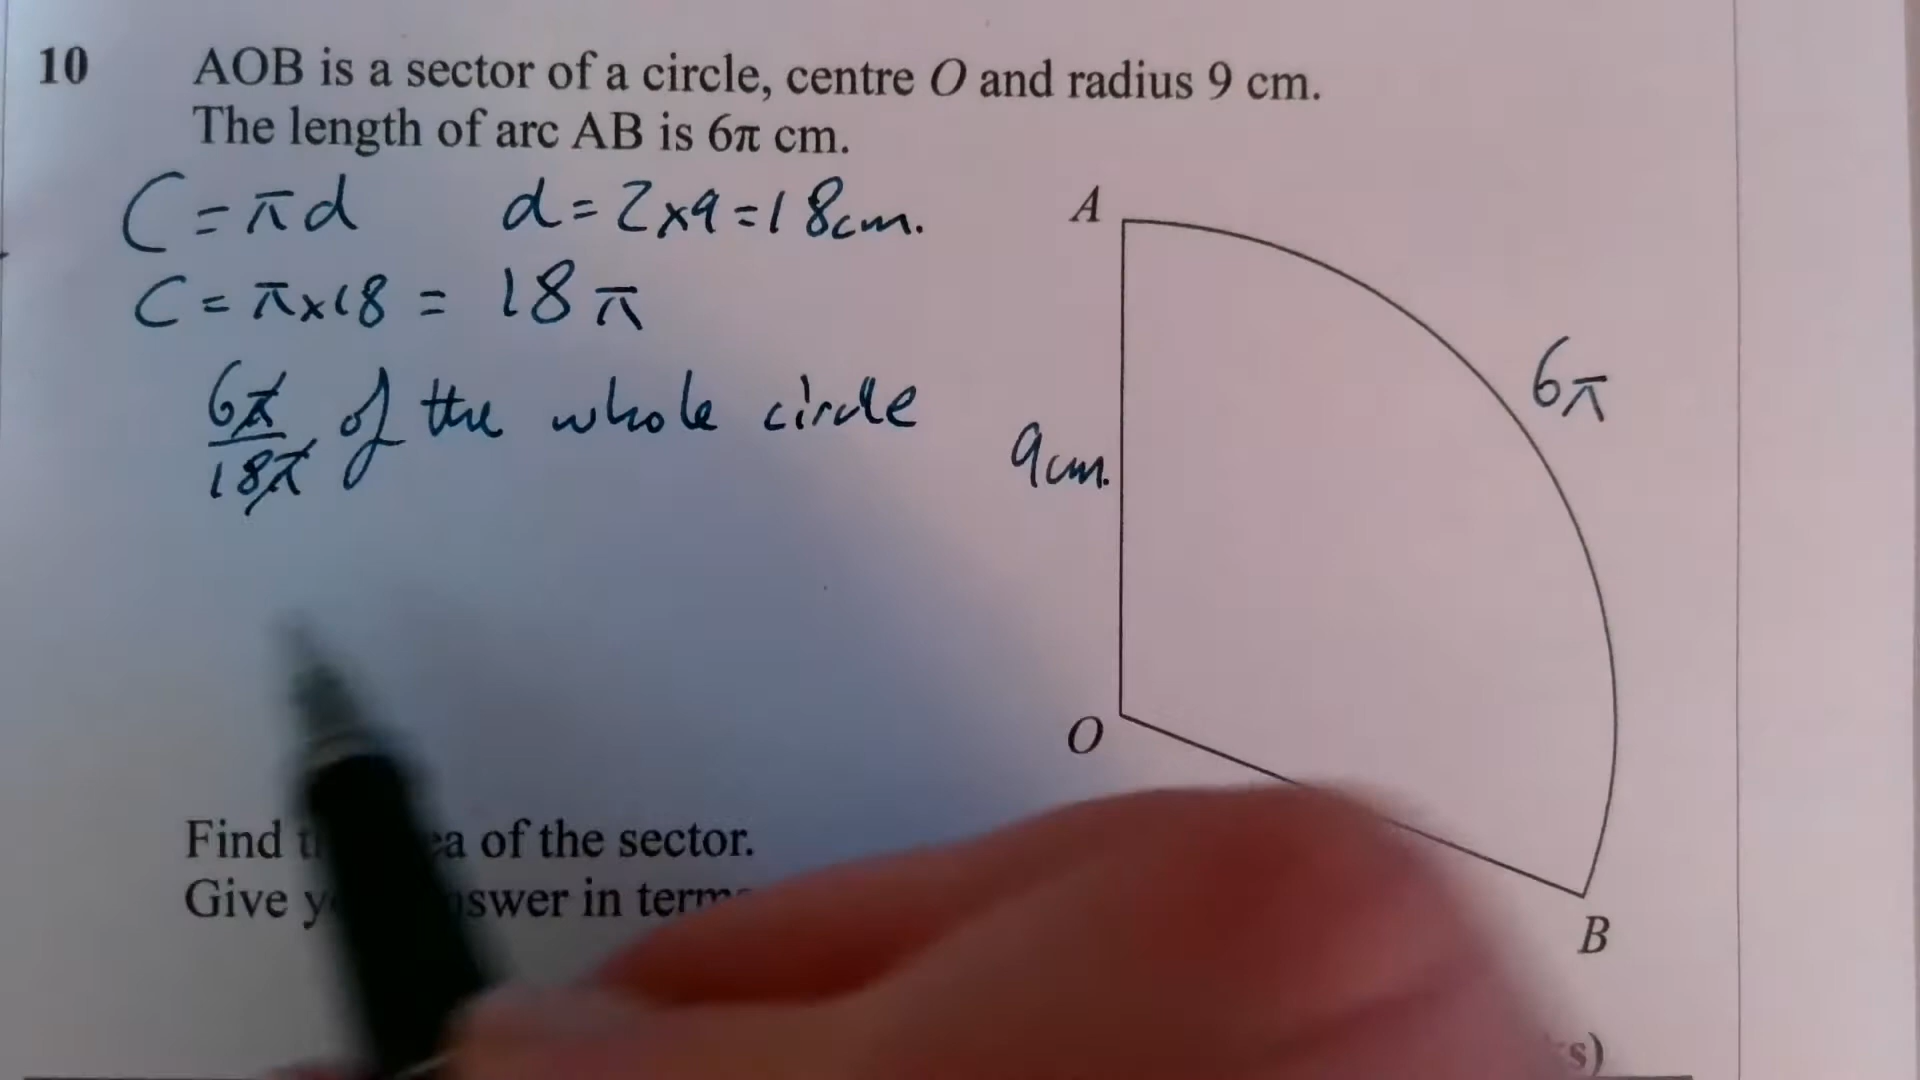 10 AOB is a sector of a circle, centre O and radius 9 cm.
The length of arc AB is 6π cm.
C = πd d = 2×9 = 18cm.
C = π×18 = 18π
6π/18π of the whole circle
A
6π
9cm.
O
B
Find of the sector.
Give in